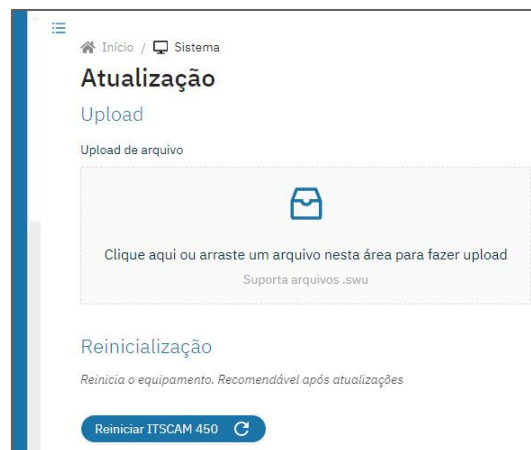 Início / Sistema
Atualização
Upload
Upload de arquivo
Clique aqui ou arraste um arquivo nesta área para fazer upload
Suporta arquivos .swu
Reinicialização
Reinicia o equipamento. Recomendável após atualizações
Reiniciar ITSCAM 450